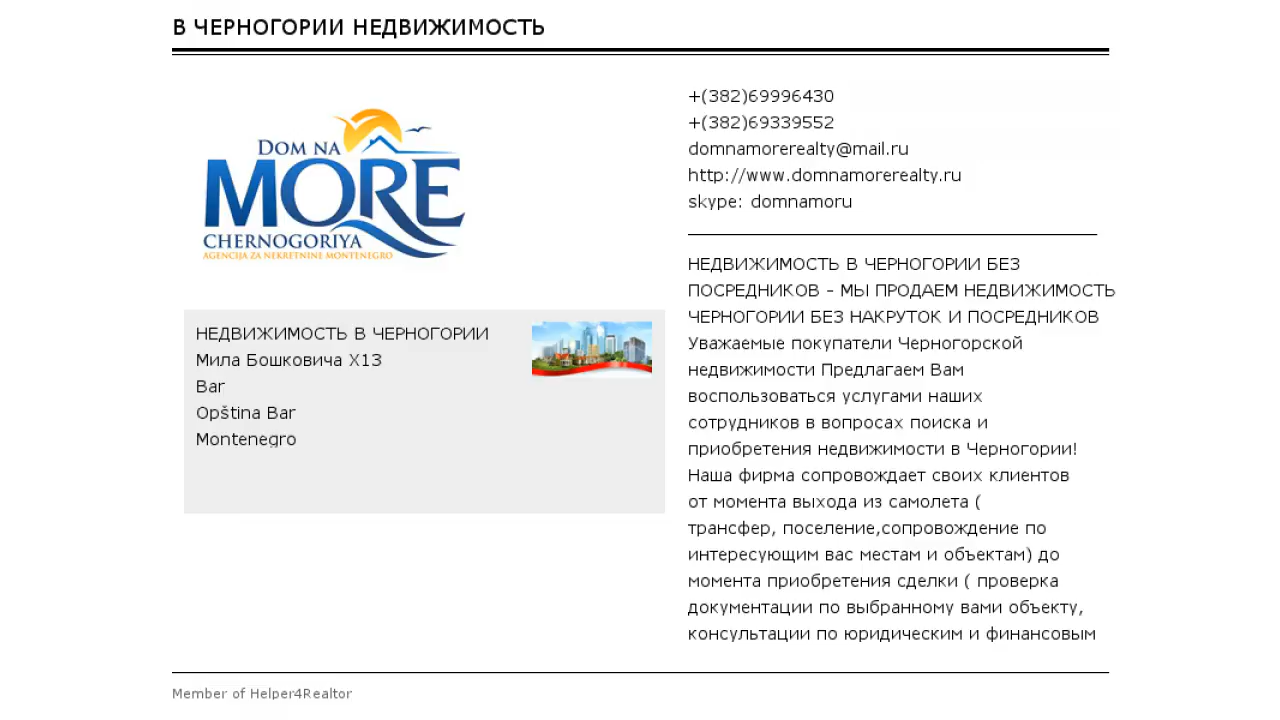 В ЧЕРНОГОРИИ НЕДВИЖИМОСТЬ
DOM NA
MORE
CHERNOGORIYA
AGENCIJA ZA NEKRETNINE MONTENEGRO
НЕДВИЖИМОСТЬ В ЧЕРНОГОРИИ
Мила Бошковича Х13
Bar
Opština Bar
Montenegro
+(382)69996430
+(382)69339552
domnamorerealty@mail.ru
http://www.domnamorerealty.ru
skype: domnamoru
НЕДВИЖИМОСТЬ В ЧЕРНОГОРИИ БЕЗ
ПОСРЕДНИКОВ - МЫ ПРОДАЕМ НЕДВИЖИМОСТЬ
ЧЕРНОГОРИИ БЕЗ НАКРУТОК И ПОСРЕДНИКОВ
Уважаемые покупатели Черногорской
недвижимости Предлагаем Вам
воспользоваться услугами наших
сотрудников в вопросах поиска и
приобретения недвижимости в Черногории!
Наша фирма сопровождает своих клиентов
от момента выхода из самолета (
трансфер, поселение,сопровождение по
интересующим вас местам и объектам) до
момента приобретения сделки ( проверка
документации по выбранному вами объекту,
консультации по юридическим и финансовым
Member of Helper4Realtor